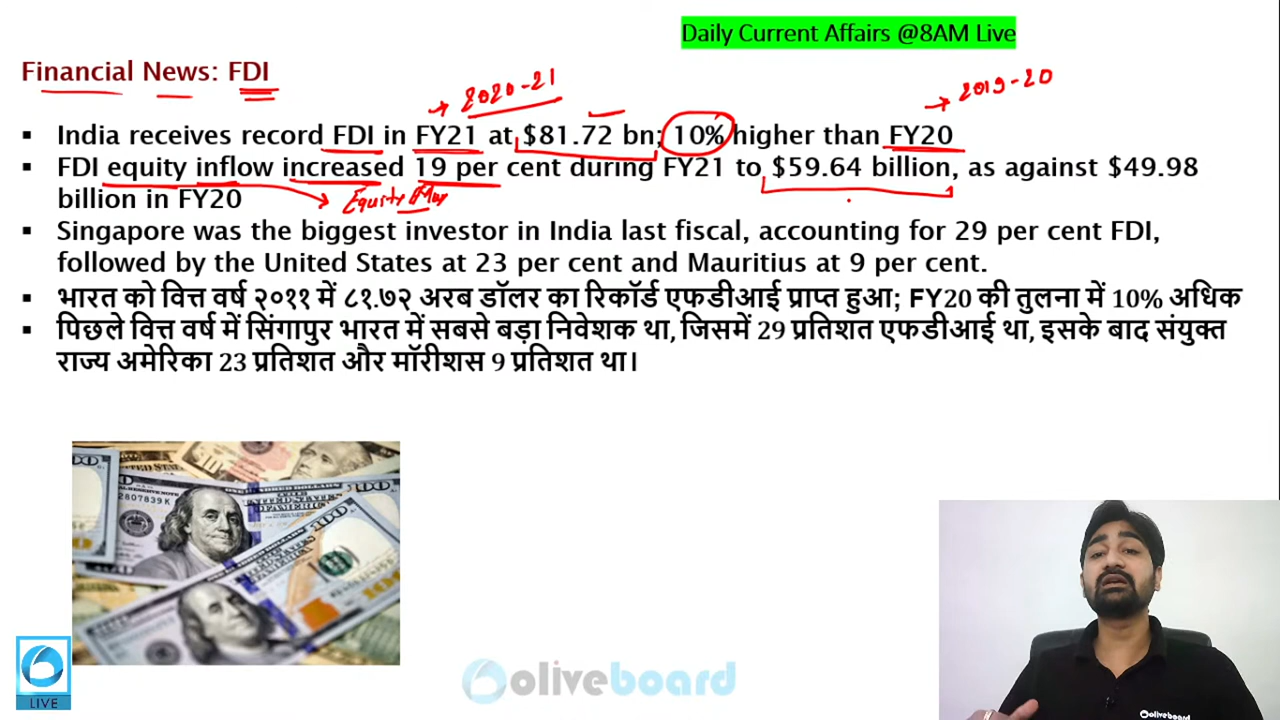 Daily Current Affairs @8AM Live
Financial News: FDI
2020-21
2019-20
▪ India receives record FDI in FY21 at $81.72 bn; 10% higher than FY20
▪ FDI equity inflow increased 19 per cent during FY21 to $59.64 billion, as against $49.98
billion in FY20
Equity
▪ Singapore was the biggest investor in India last fiscal, accounting for 29 per cent FDI,
followed by the United States at 23 per cent and Mauritius at 9 per cent.
▪ भारत को वित्त वर्ष २०११ में ८१.७२ अरब डॉलर का रिकॉर्ड एफडीआई प्राप्त हुआ; FY20 की तुलना में 10% अधिक
▪ पिछले वित्त वर्ष में सिंगापुर भारत में सबसे बड़ा निवेशक था, जिसमें 29 प्रतिशत एफडीआई था, इसके बाद संयुक्त
राज्य अमेरिका 23 प्रतिशत और मॉरीशस 9 प्रतिशत था।
LIVE
oliveboard
oliveboard